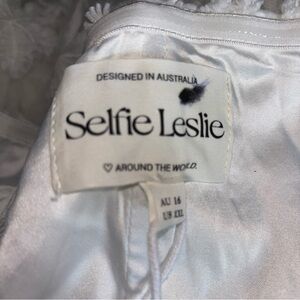 DESIGNED IN AUSTRALIA
Selfie Leslie
♡ AROUND THE WORLD.
AU 16
US XXL